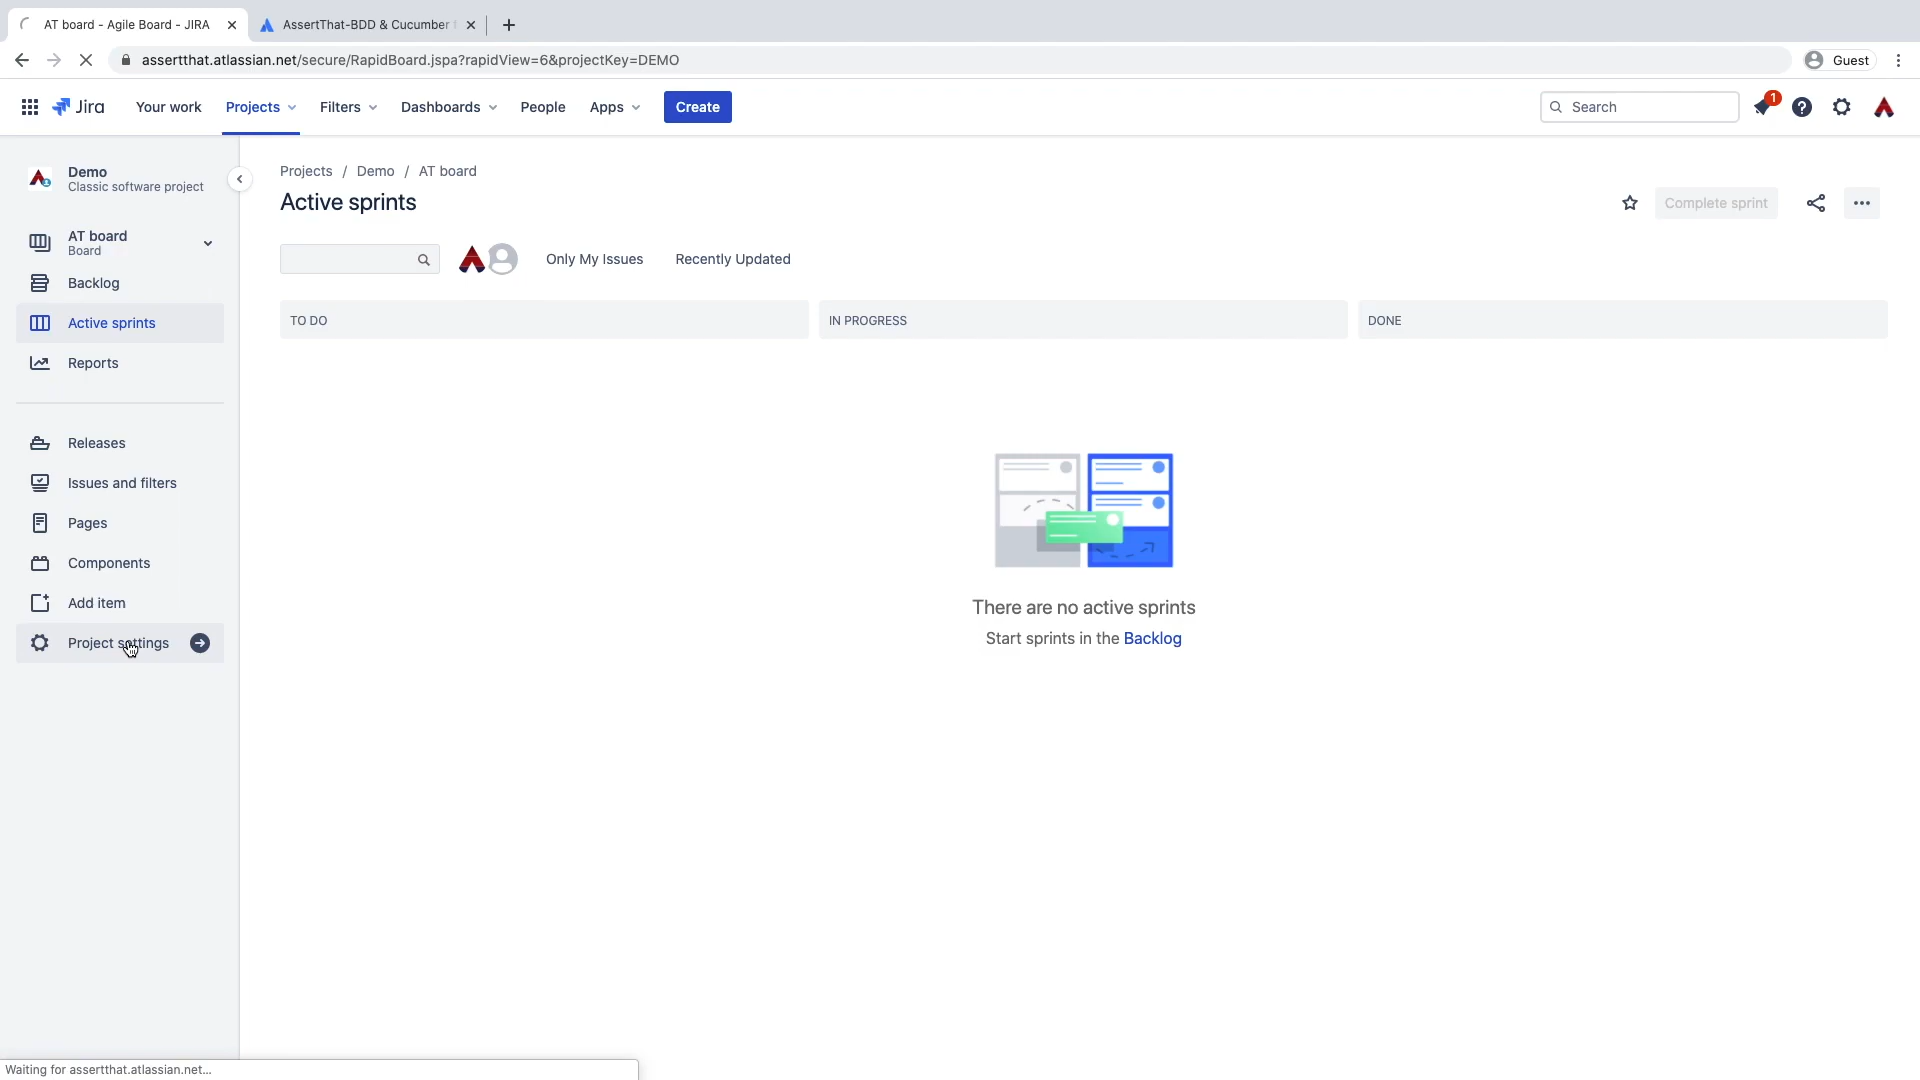 AT board - Agile Board - JIRA
AssertThat-BDD & Cucumber
assertthat.atlassian.net/secure/RapidBoard.jspa?rapidView=6&projectKey=DEMO
Guest
Jira
Your work
Projects
Filters
Dashboards
People
Apps
Create
Search
1
Demo
Classic software project
AT board
Board
Backlog
Active sprints
Reports
Releases
Issues and filters
Pages
Components
Add item
Project settings
Projects / Demo / AT board
Active sprints
Complete sprint
Only My Issues
Recently Updated
TO DO
IN PROGRESS
DONE
There are no active sprints
Start sprints in the Backlog
Waiting for assertthat.atlassian.net...